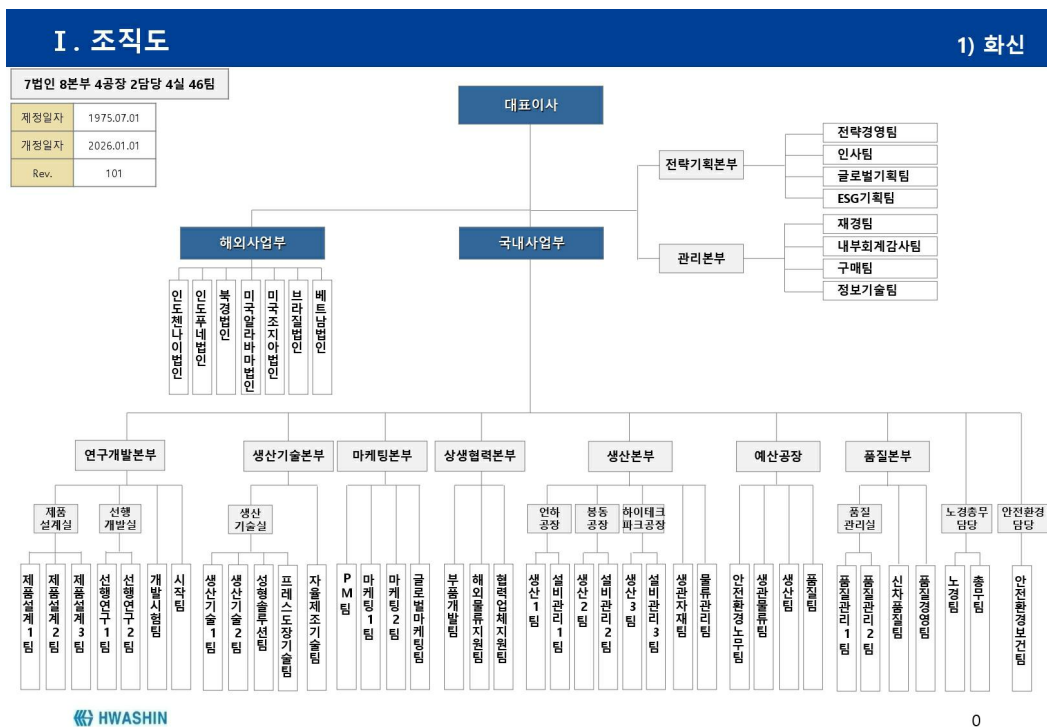 Ⅰ. 조직도
1) 화신
7법인 8본부 4공장 2담당 4실 46팀
제정일자 1975.07.01
개정일자 2026.01.01
Rev. 101
대표이사
전략기획본부
전략경영팀
인사팀
글로벌기획팀
ESG기획팀
관리본부
재경팀
내부회계감사팀
구매팀
정보기술팀
해외사업부
국내사업부
인도첸나이법인
인도푸네법인
북경법인
미국알라바마법인
미국조지아법인
브라질법인
베트남법인
연구개발본부
생산기술본부
마케팅본부
상생협력본부
생산본부
예산공장
품질본부
제품
설계실
선행
개발실
생산
기술실
언하
공장
봉동
공장
하이테크
파크공장
품질
관리실
노경총무
담당
안전환경
담당
제품설계1팀
제품설계2팀
제품설계3팀
선행연구1팀
선행연구2팀
개발시험팀
시작팀
생산기술1팀
생산기술2팀
성형솔루션팀
프레스도장기술팀
자율제조기술팀
PM팀
마케팅1팀
마케팅2팀
글로벌마케팅팀
부품개발팀
해외물류지원팀
협력업체지원팀
생산1팀
설비관리1팀
생산2팀
설비관리2팀
생산3팀
설비관리3팀
생관자재팀
물류관리팀
안전환경노무팀
생관물류팀
생산팀
품질팀
품질관리1팀
품질관리2팀
신차품질팀
품질경영팀
노경팀
총무팀
안전환경보건팀
HWASHIN
0